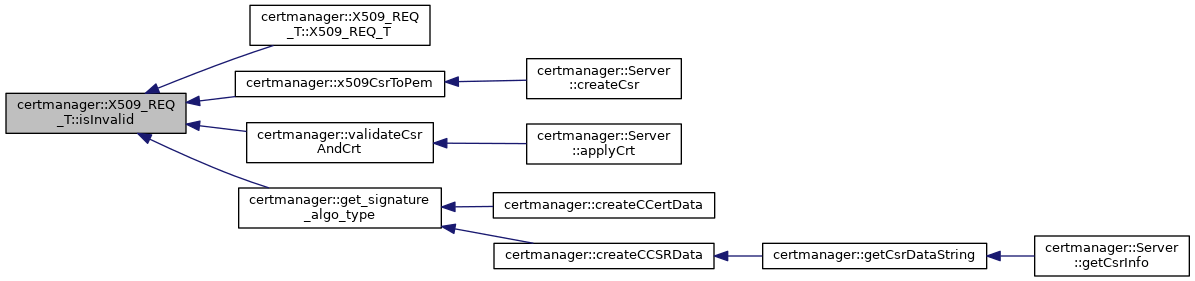 certmanager::X509_REQ
_T::isInvalid
certmanager::X509_REQ
_T::X509_REQ_T
certmanager::x509CsrToPem
certmanager::Server
::createCsr
certmanager::validateCsr
AndCrt
certmanager::Server
::applyCrt
certmanager::get_signature
_algo_type
certmanager::createCCertData
certmanager::createCCSRData
certmanager::getCsrDataString
certmanager::Server
::getCsrInfo